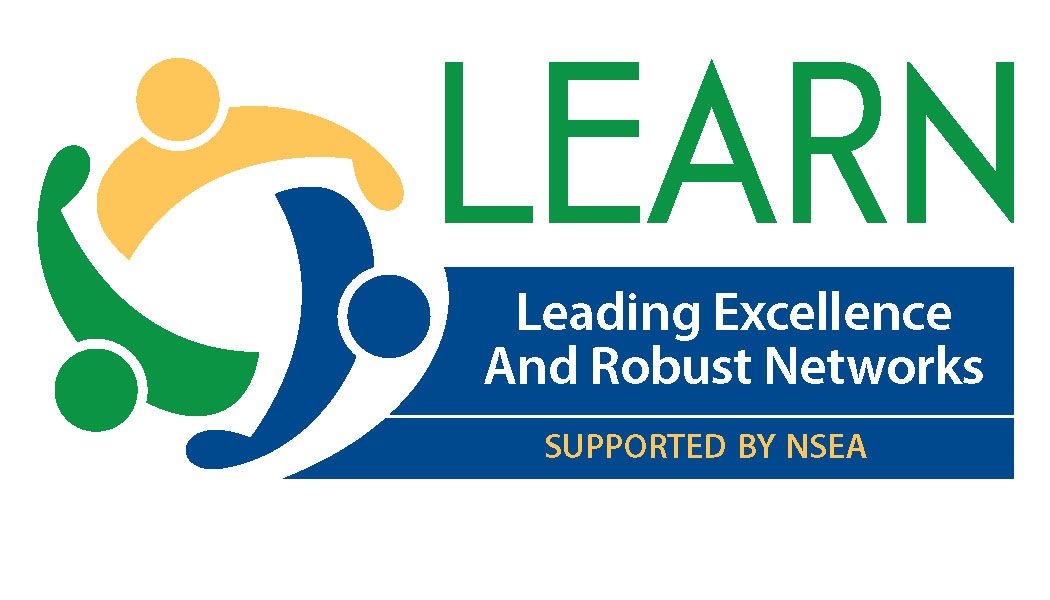 LEARN
Leading Excellence
And Robust Networks
SUPPORTED BY NSEA